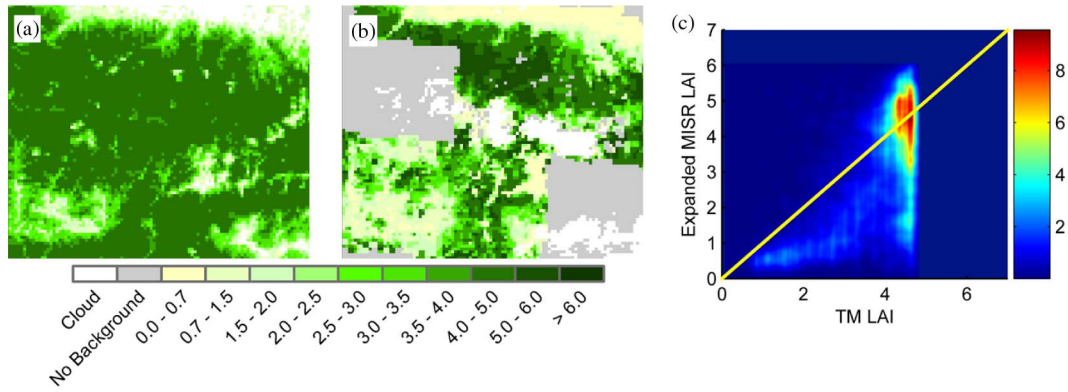 (a)
(b)
Cloud
No Background
0.0 - 0.7
0.7 - 1.5
1.5 - 2.0
2.0 - 2.5
2.5 - 3.0
3.0 - 3.5
3.5 - 4.0
4.0 - 5.0
5.0 - 6.0
> 6.0
(c)
Expanded MISR LAI
7
6
5
4
3
2
1
0
0 2 4 6
TM LAI
8
6
4
2